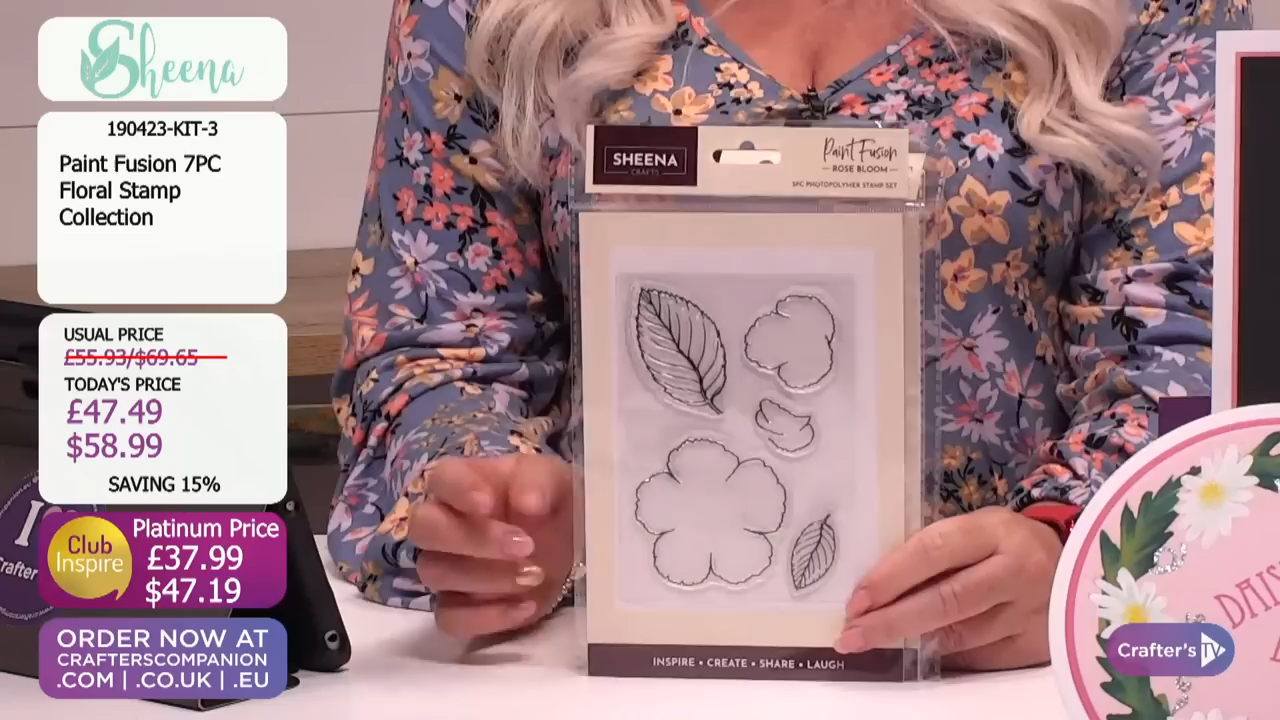 Sheena
190423-KIT-3
Paint Fusion 7PC
Floral Stamp
Collection
USUAL PRICE
£55.93/$69.65
TODAY'S PRICE
£47.49
$58.99
SAVING 15%
Club
Inspire
Platinum Price
£37.99
$47.19
ORDER NOW AT
CRAFTERSCOMPANION
.COM | .CO.UK | .EU
I
Crafter
SHEENA
CRAFTS
Paint Fusion
ROSE BLOOM
5PC PHOTOPOLYMER STAMP SET
INSPIRE • CREATE • SHARE • LAUGH
Crafter's TV